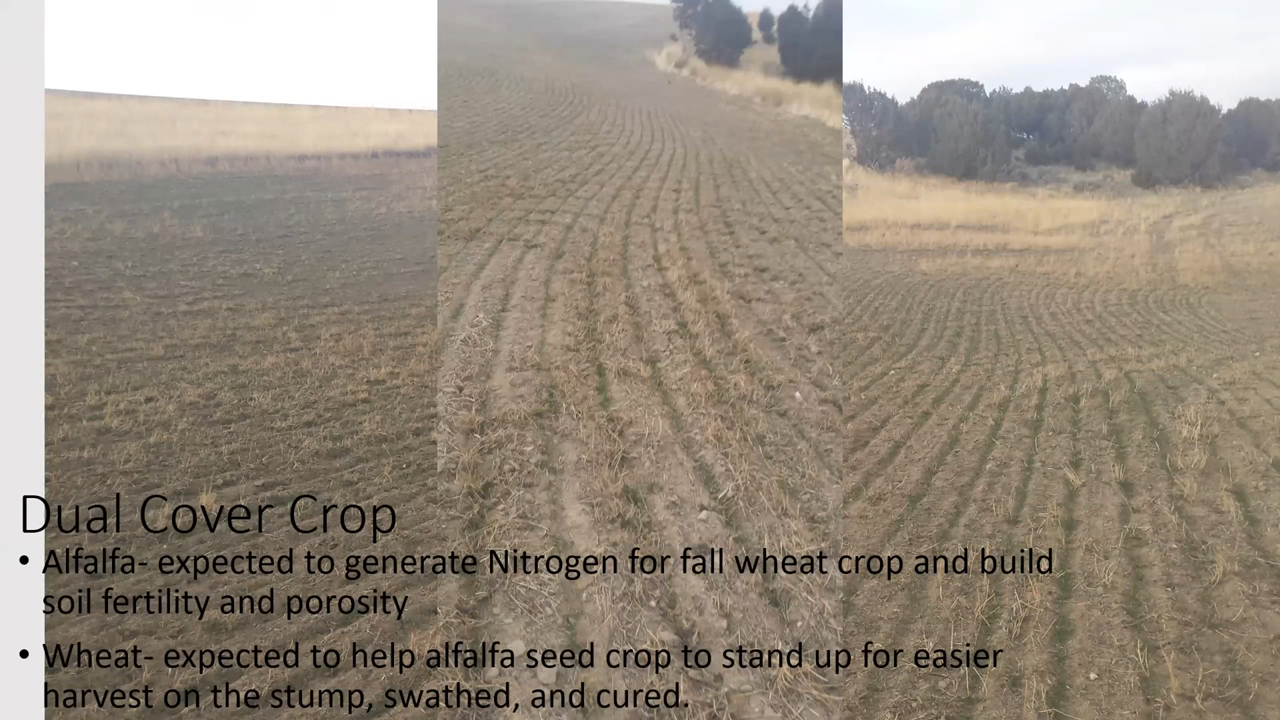 Dual Cover Crop
• Alfalfa- expected to generate Nitrogen for fall wheat crop and build
soil fertility and porosity
• Wheat- expected to help alfalfa seed crop to stand up for easier
harvest on the stump, swathed, and cured.